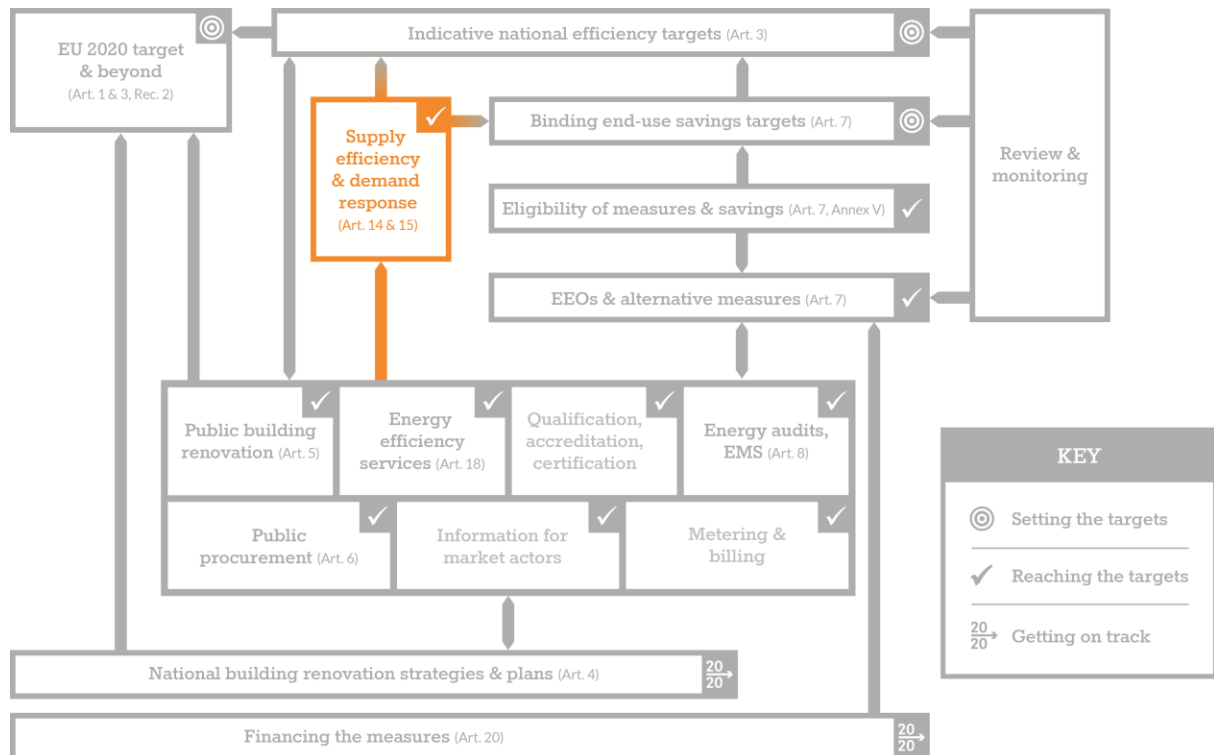 EU 2020 target
& beyond
(Art. 1 & 3, Rec. 2)
Indicative national efficiency targets (Art. 3)
Supply
efficiency
& demand
response
(Art. 14 & 15)
Binding end-use savings targets (Art. 7)
Eligibility of measures & savings (Art. 7, Annex V)
EEOs & alternative measures (Art. 7)
Review &
monitoring
Public building
renovation (Art. 5)
Energy
efficiency
services (Art. 18)
Qualification,
accreditation,
certification
Energy audits,
EMS (Art. 8)
Public
procurement (Art. 6)
Information for
market actors
Metering &
billing
National building renovation strategies & plans (Art. 4)
20
20
Financing the measures (Art. 20)
20
20
KEY
Setting the targets
Reaching the targets
20
20
Getting on track